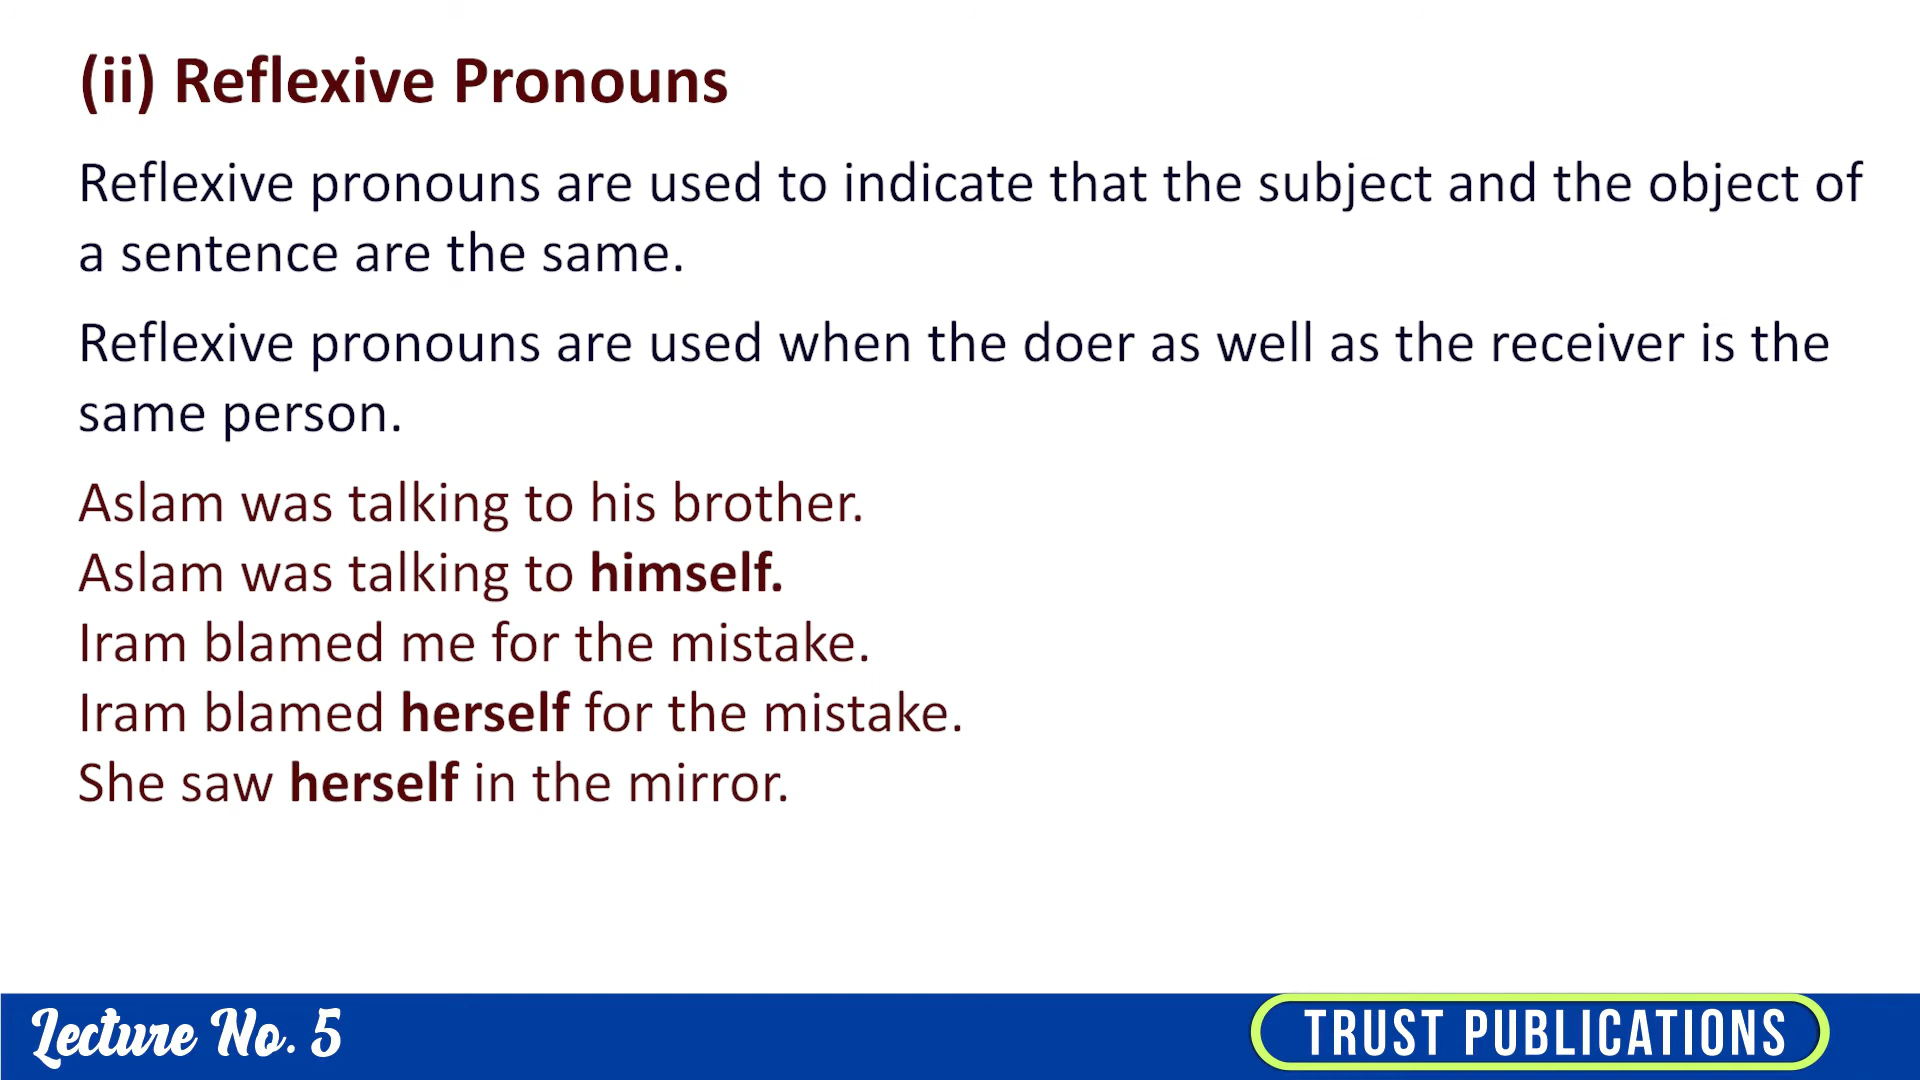 (ii) Reflexive Pronouns
Reflexive pronouns are used to indicate that the subject and the object of
a sentence are the same.
Reflexive pronouns are used when the doer as well as the receiver is the
same person.
Aslam was talking to his brother.
Aslam was talking to himself.
Iram blamed me for the mistake.
Iram blamed herself for the mistake.
She saw herself in the mirror.
Lecture No. 5
TRUST PUBLICATIONS